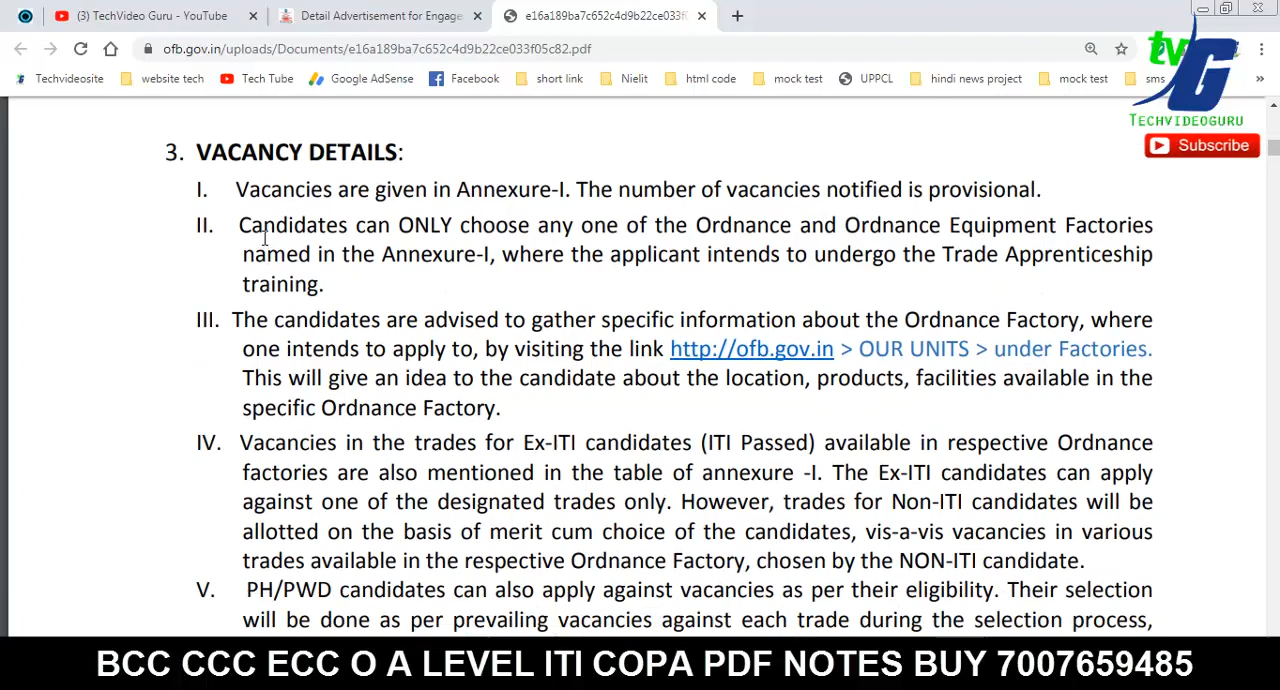 (3) TechVideo Guru - YouTube
Detail Advertisement for Engage
e16a189ba7c652c4d9b22ce033f0
ofb.gov.in/uploads/Documents/e16a189ba7c652c4d9b22ce033f05c82.pdf
Techvideosite website tech Tech Tube Google AdSense Facebook short link Nielit html code mock test UPPCL hindi news project mock test sms
tv G
TECHVIDEOGURU
Subscribe
3. VACANCY DETAILS:
I. Vacancies are given in Annexure-I. The number of vacancies notified is provisional.
II. Candidates can ONLY choose any one of the Ordnance and Ordnance Equipment Factories
named in the Annexure-I, where the applicant intends to undergo the Trade Apprenticeship
training.
III. The candidates are advised to gather specific information about the Ordnance Factory, where
one intends to apply to, by visiting the link http://ofb.gov.in > OUR UNITS > under Factories.
This will give an idea to the candidate about the location, products, facilities available in the
specific Ordnance Factory.
IV. Vacancies in the trades for Ex-ITI candidates (ITI Passed) available in respective Ordnance
factories are also mentioned in the table of annexure -I. The Ex-ITI candidates can apply
against one of the designated trades only. However, trades for Non-ITI candidates will be
allotted on the basis of merit cum choice of the candidates, vis-a-vis vacancies in various
trades available in the respective Ordnance Factory, chosen by the NON-ITI candidate.
V. PH/PWD candidates can also apply against vacancies as per their eligibility. Their selection
will be done as per prevailing vacancies against each trade during the selection process,
BCC CCC ECC O A LEVEL ITI COPA PDF NOTES BUY 7007659485